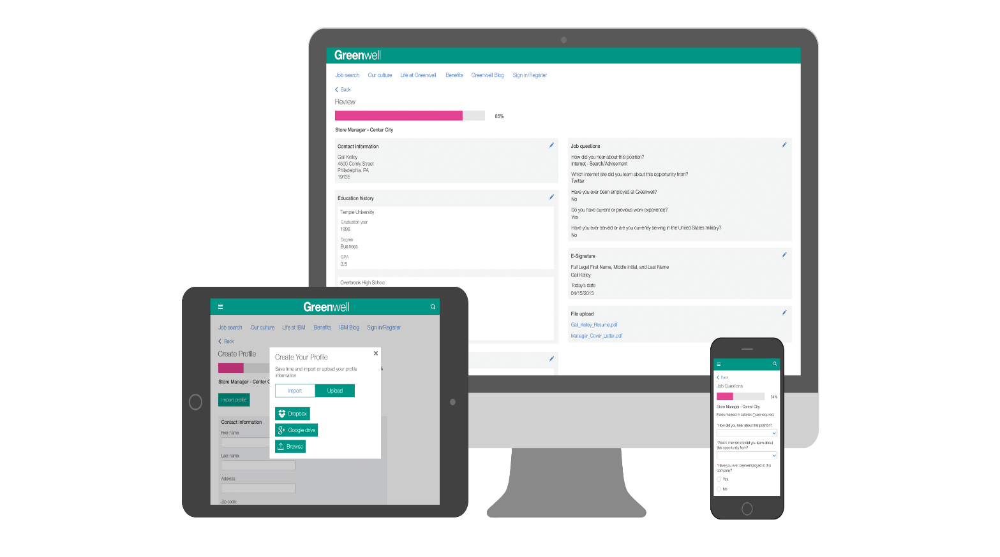 Greenwell
Job search Our culture Life at Greenwell Benefits Greenwell Blog Sign in/Register
Back
Review
85%
Store Manager - Center City
Contact information
Gail Kelley
4500 Comly Street
Philadelphia, PA
19135
Education history
Temple University
Graduation year
1999
Degree
Business
GPA
3.5
Overbrook High School
Job questions
How did you hear about this position?
Internet - Search/Advisement
Which internet site did you learn about this opportunity from?
Twitter
Have you ever been employed at Greenwell?
No
Do you have current or previous work experience?
Yes
Have you ever served or are you currently serving in the United States military?
No
E-Signature
Full Legal First Name, Middle Initial, and Last Name
Gail Kelley
Today's date
04/15/2015
File upload
Gail_Kelley_Resume.pdf
Manager_Cover_Letter.pdf
Greenwell
Job search Our culture Life at IBM Benefits IBM Blog Sign in/Register
Back
Create Profile
%
Store Manager - Center C
Import profile
Contact information
First name:
Last name:
Address:
Zip code:
x
Create Your Profile
Save time and import or upload your profile
information
Import Upload
Dropbox
g+ Google drive
Browse
Back
Job Questions
34%
Store Manager - Center City
Fields marked in asterisk (*) are required.
*How did you hear about this position?
*Which internet site did you learn about
this opportunity from?
*Have you ever been employed at this
company?
Yes
No